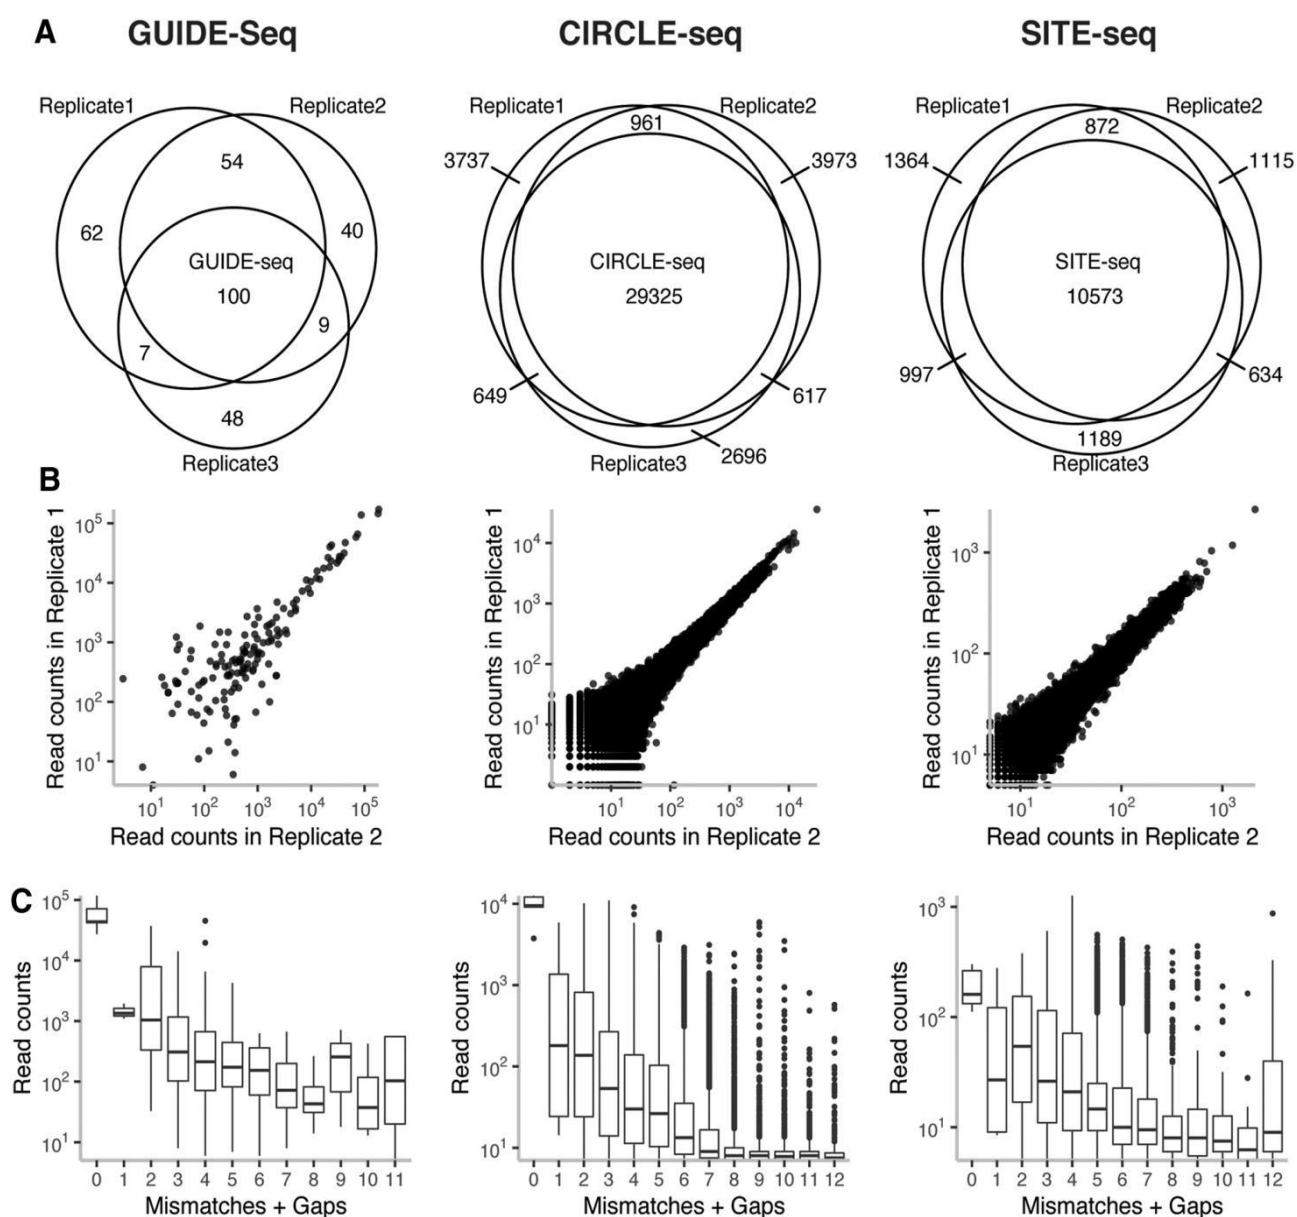 A GUIDE-Seq CIRCLE-seq SITE-seq
Replicate1 Replicate2 Replicate1 Replicate2 Replicate1 Replicate2
54 961 872
3737 3973 1364 1115
62 40
GUIDE-seq CIRCLE-seq SITE-seq
100 29325 10573
9
7
649 617 997 634
48 2696 1189
Replicate3 Replicate3 Replicate3
B
Read counts in Replicate 1
10^5
10^4
10^3
10^2
10^1
10^1 10^2 10^3 10^4 10^5
Read counts in Replicate 2
Read counts in Replicate 1
10^4
10^3
10^2
10^1
10^1 10^2 10^3 10^4
Read counts in Replicate 2
Read counts in Replicate 1
10^3
10^2
10^1
10^1 10^2 10^3
Read counts in Replicate 2
C
Read counts
10^5
10^4
10^3
10^2
10^1
0 1 2 3 4 5 6 7 8 9 10 11
Mismatches + Gaps
Read counts
10^4
10^3
10^2
10^1
0 1 2 3 4 5 6 7 8 9 10 11 12
Mismatches + Gaps
Read counts
10^3
10^2
10^1
0 1 2 3 4 5 6 7 8 9 10 11 12
Mismatches + Gaps